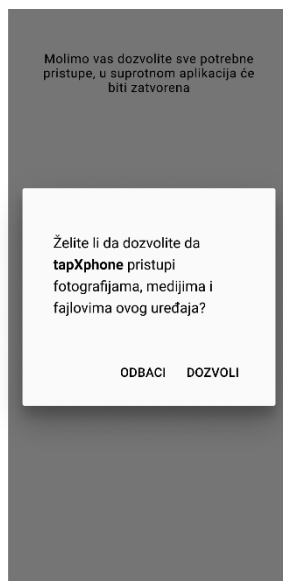 Molimo vas dozvolite sve potrebne
pristupe, u suprotnom aplikacija će
biti zatvorena
Želite li da dozvolite da
tapXphone pristupi
fotografijama, medijima i
fajlovima ovog uređaja?
ODBACI DOZVOLI